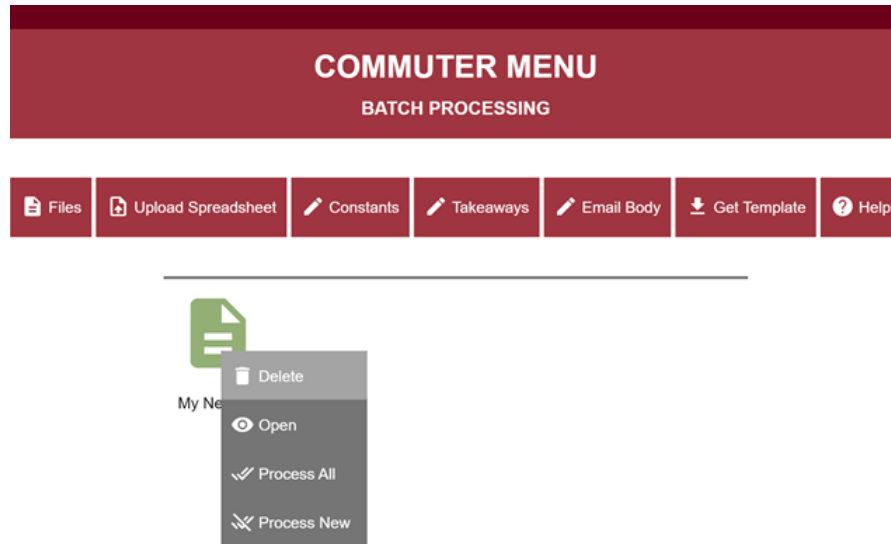 COMMUTER MENU
BATCH PROCESSING
Files Upload Spreadsheet Constants Takeaways Email Body Get Template Help
Delete
My Ne
Open
Process All
Process New